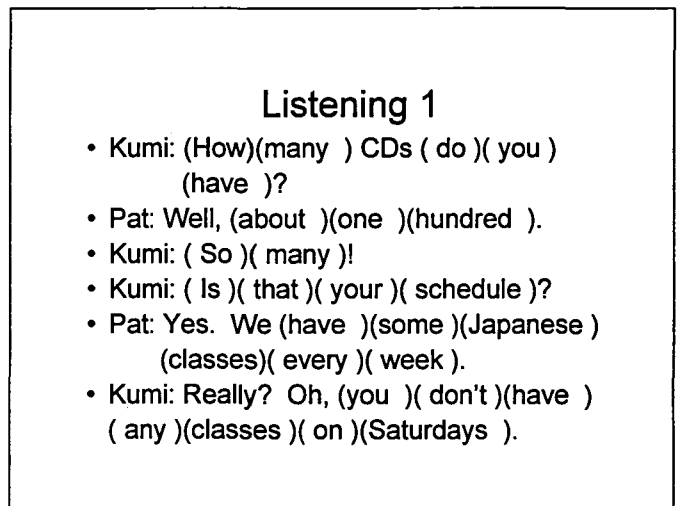 Listening 1
• Kumi: (How)(many ) CDs ( do )( you )
(have )?
• Pat: Well, (about )(one )(hundred ).
• Kumi: ( So )( many )!
• Kumi: ( Is )( that )( your )( schedule )?
• Pat: Yes. We (have )(some )(Japanese )
(classes)( every )( week ).
• Kumi: Really? Oh, (you )( don't )(have )
( any )(classes )( on )(Saturdays ).